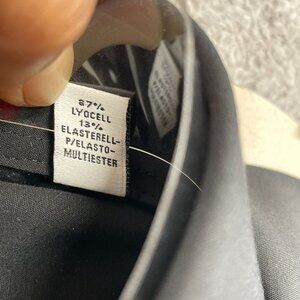 87%
LYOCELL
13%
ELASTERELL-
P/ELASTO-
MULTIESTER